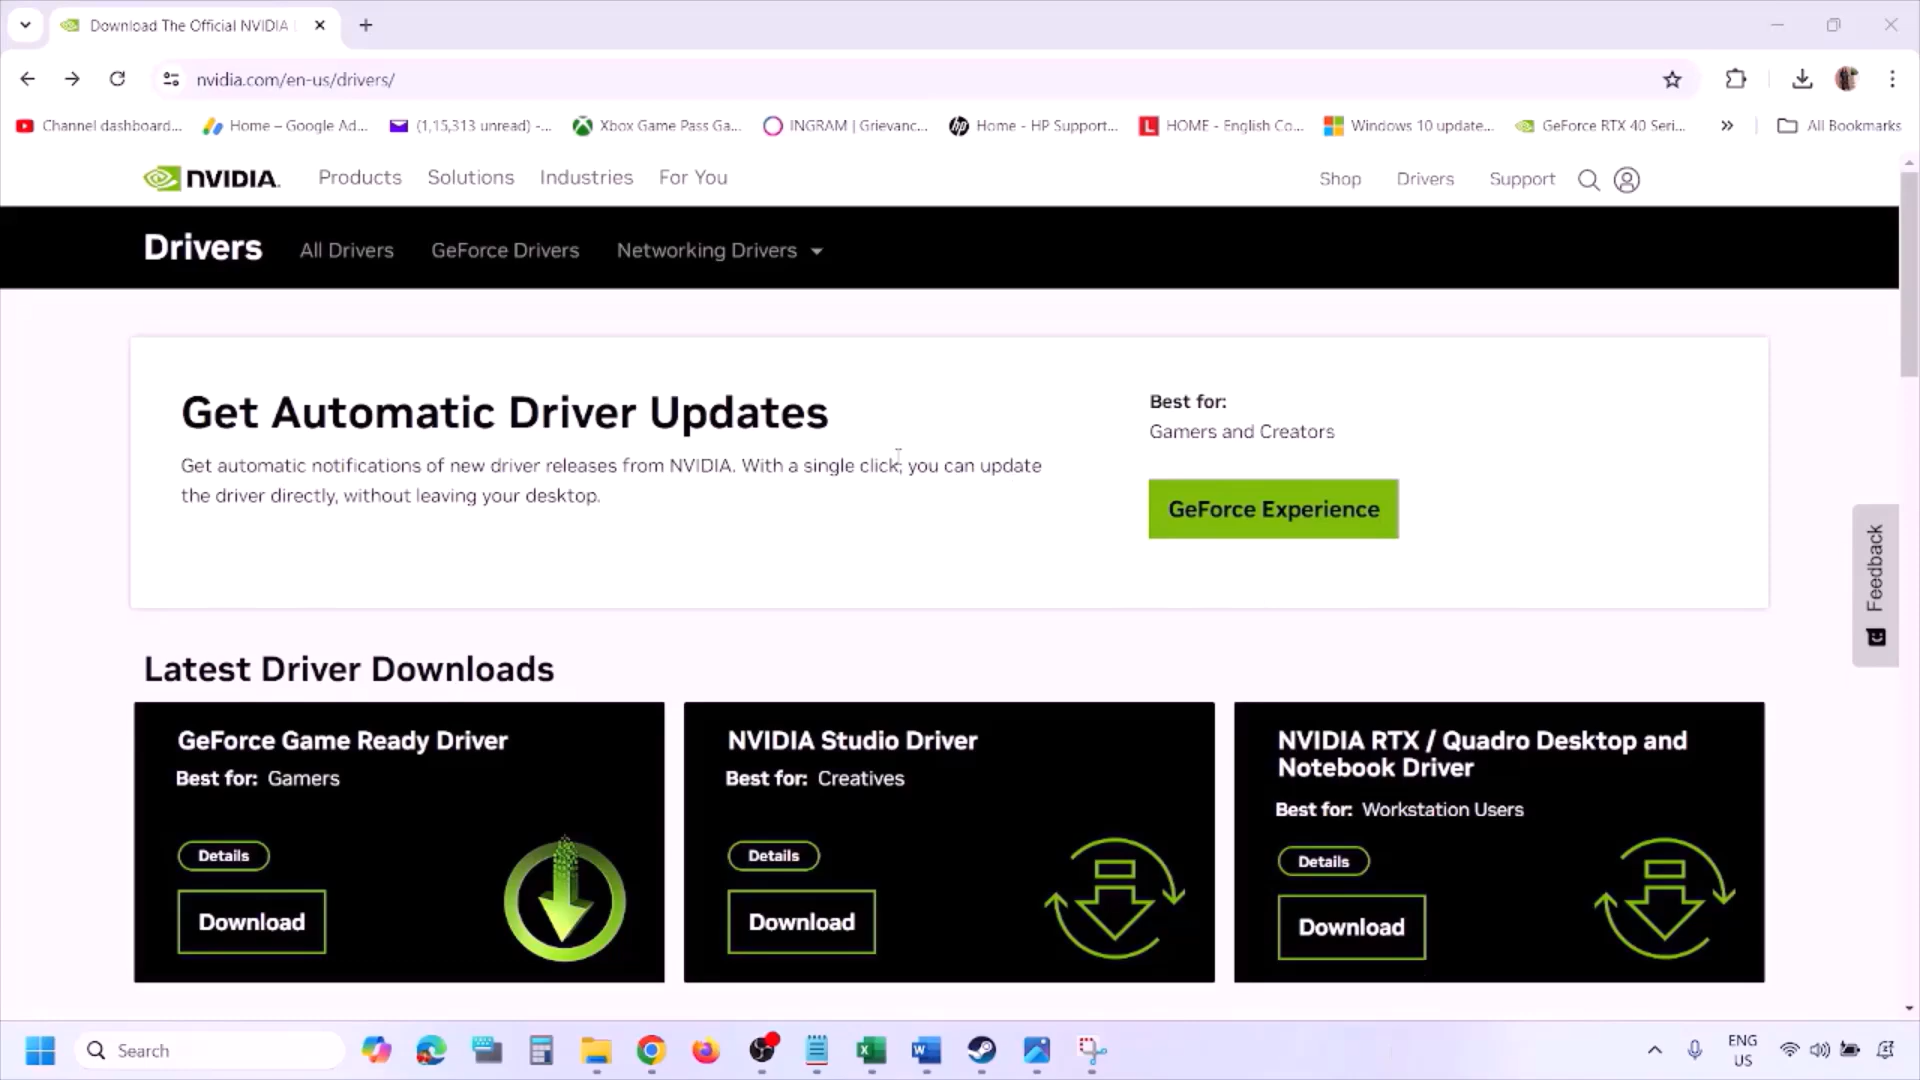 Download The Official NVIDIA
nvidia.com/en-us/drivers/
Channel dashboard... Home – Google Ad... (1,15,313 unread) -... Xbox Game Pass Ga... INGRAM | Grievanc... Home - HP Support... L HOME - English Co... Windows 10 update... GeForce RTX 40 Seri... » All Bookmarks
NVIDIA. Products Solutions Industries For You Shop Drivers Support
Drivers All Drivers GeForce Drivers Networking Drivers
Get Automatic Driver Updates
Get automatic notifications of new driver releases from NVIDIA. With a single click, you can update
the driver directly, without leaving your desktop.
Best for:
Gamers and Creators
GeForce Experience
Feedback
Latest Driver Downloads
GeForce Game Ready Driver
Best for: Gamers
Details
Download
NVIDIA Studio Driver
Best for: Creatives
Details
Download
NVIDIA RTX / Quadro Desktop and
Notebook Driver
Best for: Workstation Users
Details
Download
Search
ENG
US